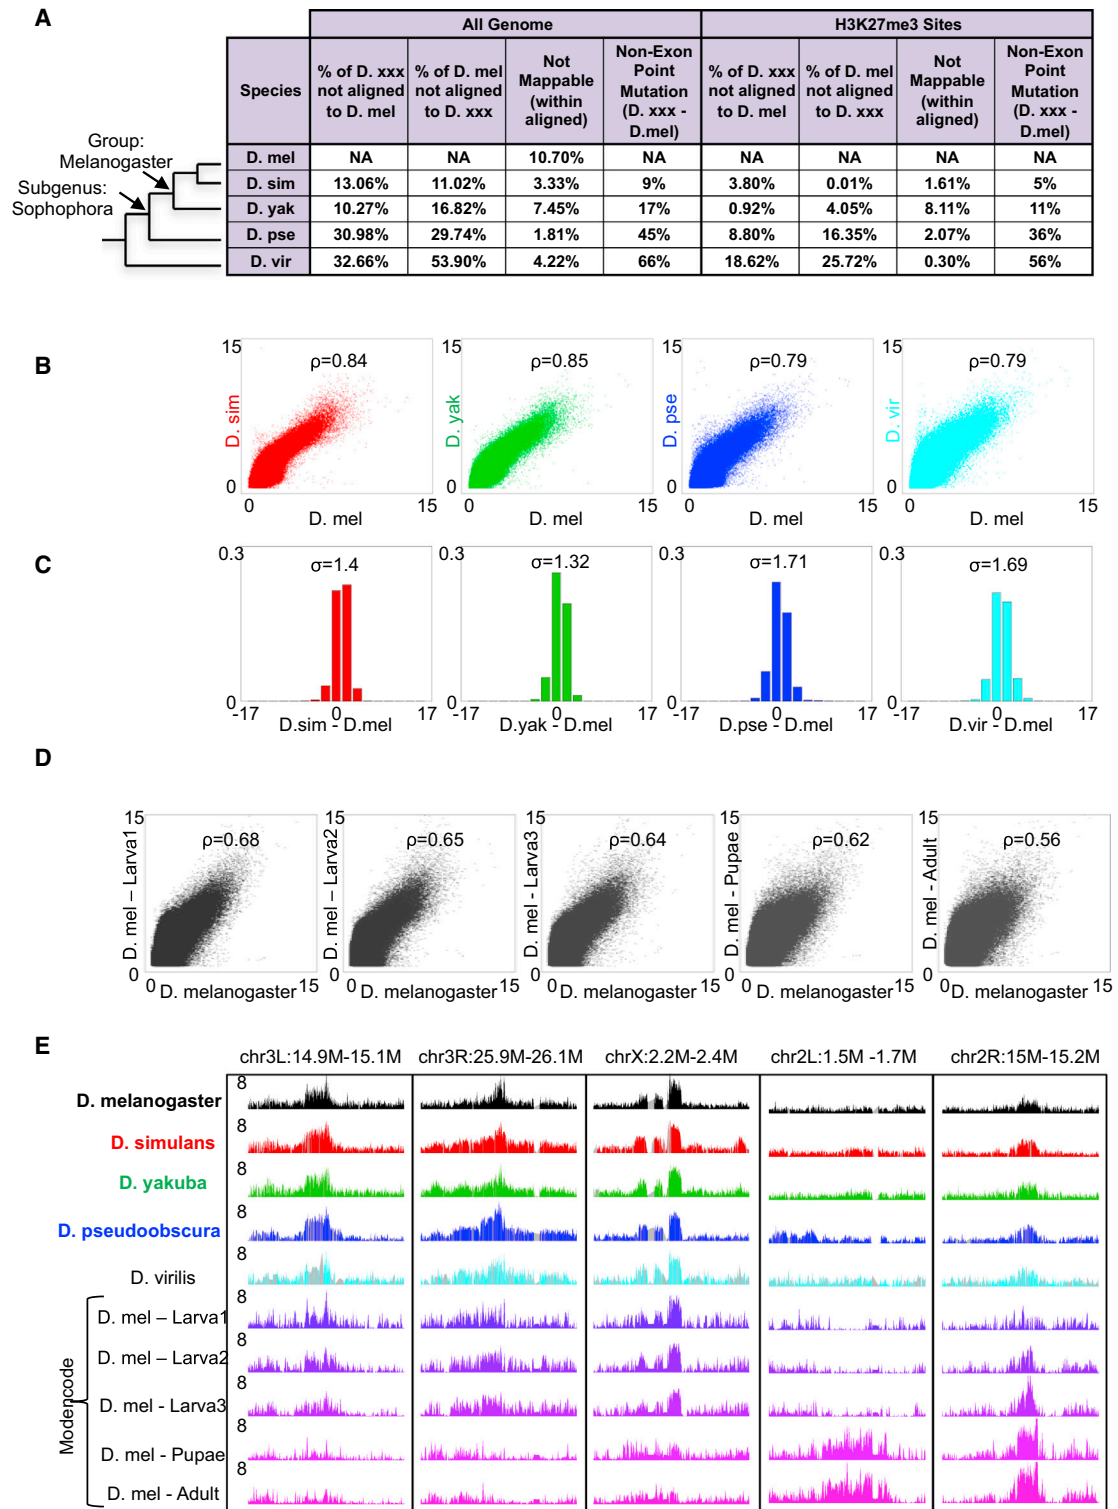 A
All Genome H3K27me3 Sites
Species
% of D. xxx not aligned to D. mel
% of D. mel not aligned to D. xxx
Not Mappable (within aligned)
Non-Exon Point Mutation (D. xxx - D.mel)
% of D. xxx not aligned to D. mel
% of D. mel not aligned to D. xxx
Not Mappable (within aligned)
Non-Exon Point Mutation (D. xxx - D.mel)
Group:
Melanogaster
Subgenus:
Sophophora
D. mel NA NA 10.70% NA NA NA NA NA
D. sim 13.06% 11.02% 3.33% 9% 3.80% 0.01% 1.61% 5%
D. yak 10.27% 16.82% 7.45% 17% 0.92% 4.05% 8.11% 11%
D. pse 30.98% 29.74% 1.81% 45% 8.80% 16.35% 2.07% 36%
D. vir 32.66% 53.90% 4.22% 66% 18.62% 25.72% 0.30% 56%
B
15 ρ=0.84 15 ρ=0.85 15 ρ=0.79 15 ρ=0.79
D. sim D. yak D. pse D. vir
0 0 0 0
0 15 0 15 0 15 0 15
D. mel D. mel D. mel D. mel
C
0.3 σ=1.4 0.3 σ=1.32 0.3 σ=1.71 0.3 σ=1.69
0 0 0 0
-17 0 17 -17 0 17 -17 0 17 -17 0 17
D.sim - D.mel D.yak - D.mel D.pse - D.mel D.vir - D.mel
D
15 15 15 15 15
ρ=0.68 ρ=0.65 ρ=0.64 ρ=0.62 ρ=0.56
D. mel – Larva1 D. mel – Larva2 D. mel - Larva3 D. mel - Pupae D. mel - Adult
0 0 0 0 0
0 15 0 15 0 15 0 15 0 15
D. melanogaster D. melanogaster D. melanogaster D. melanogaster D. melanogaster
E
chr3L:14.9M-15.1M chr3R:25.9M-26.1M chrX:2.2M-2.4M chr2L:1.5M -1.7M chr2R:15M-15.2M
8
D. melanogaster
8
D. simulans
8
D. yakuba
8
D. pseudoobscura
8
D. virilis
8
D. mel – Larva1
8
D. mel – Larva2
8
D. mel - Larva3
8
D. mel - Pupae
8
D. mel - Adult
Modencode